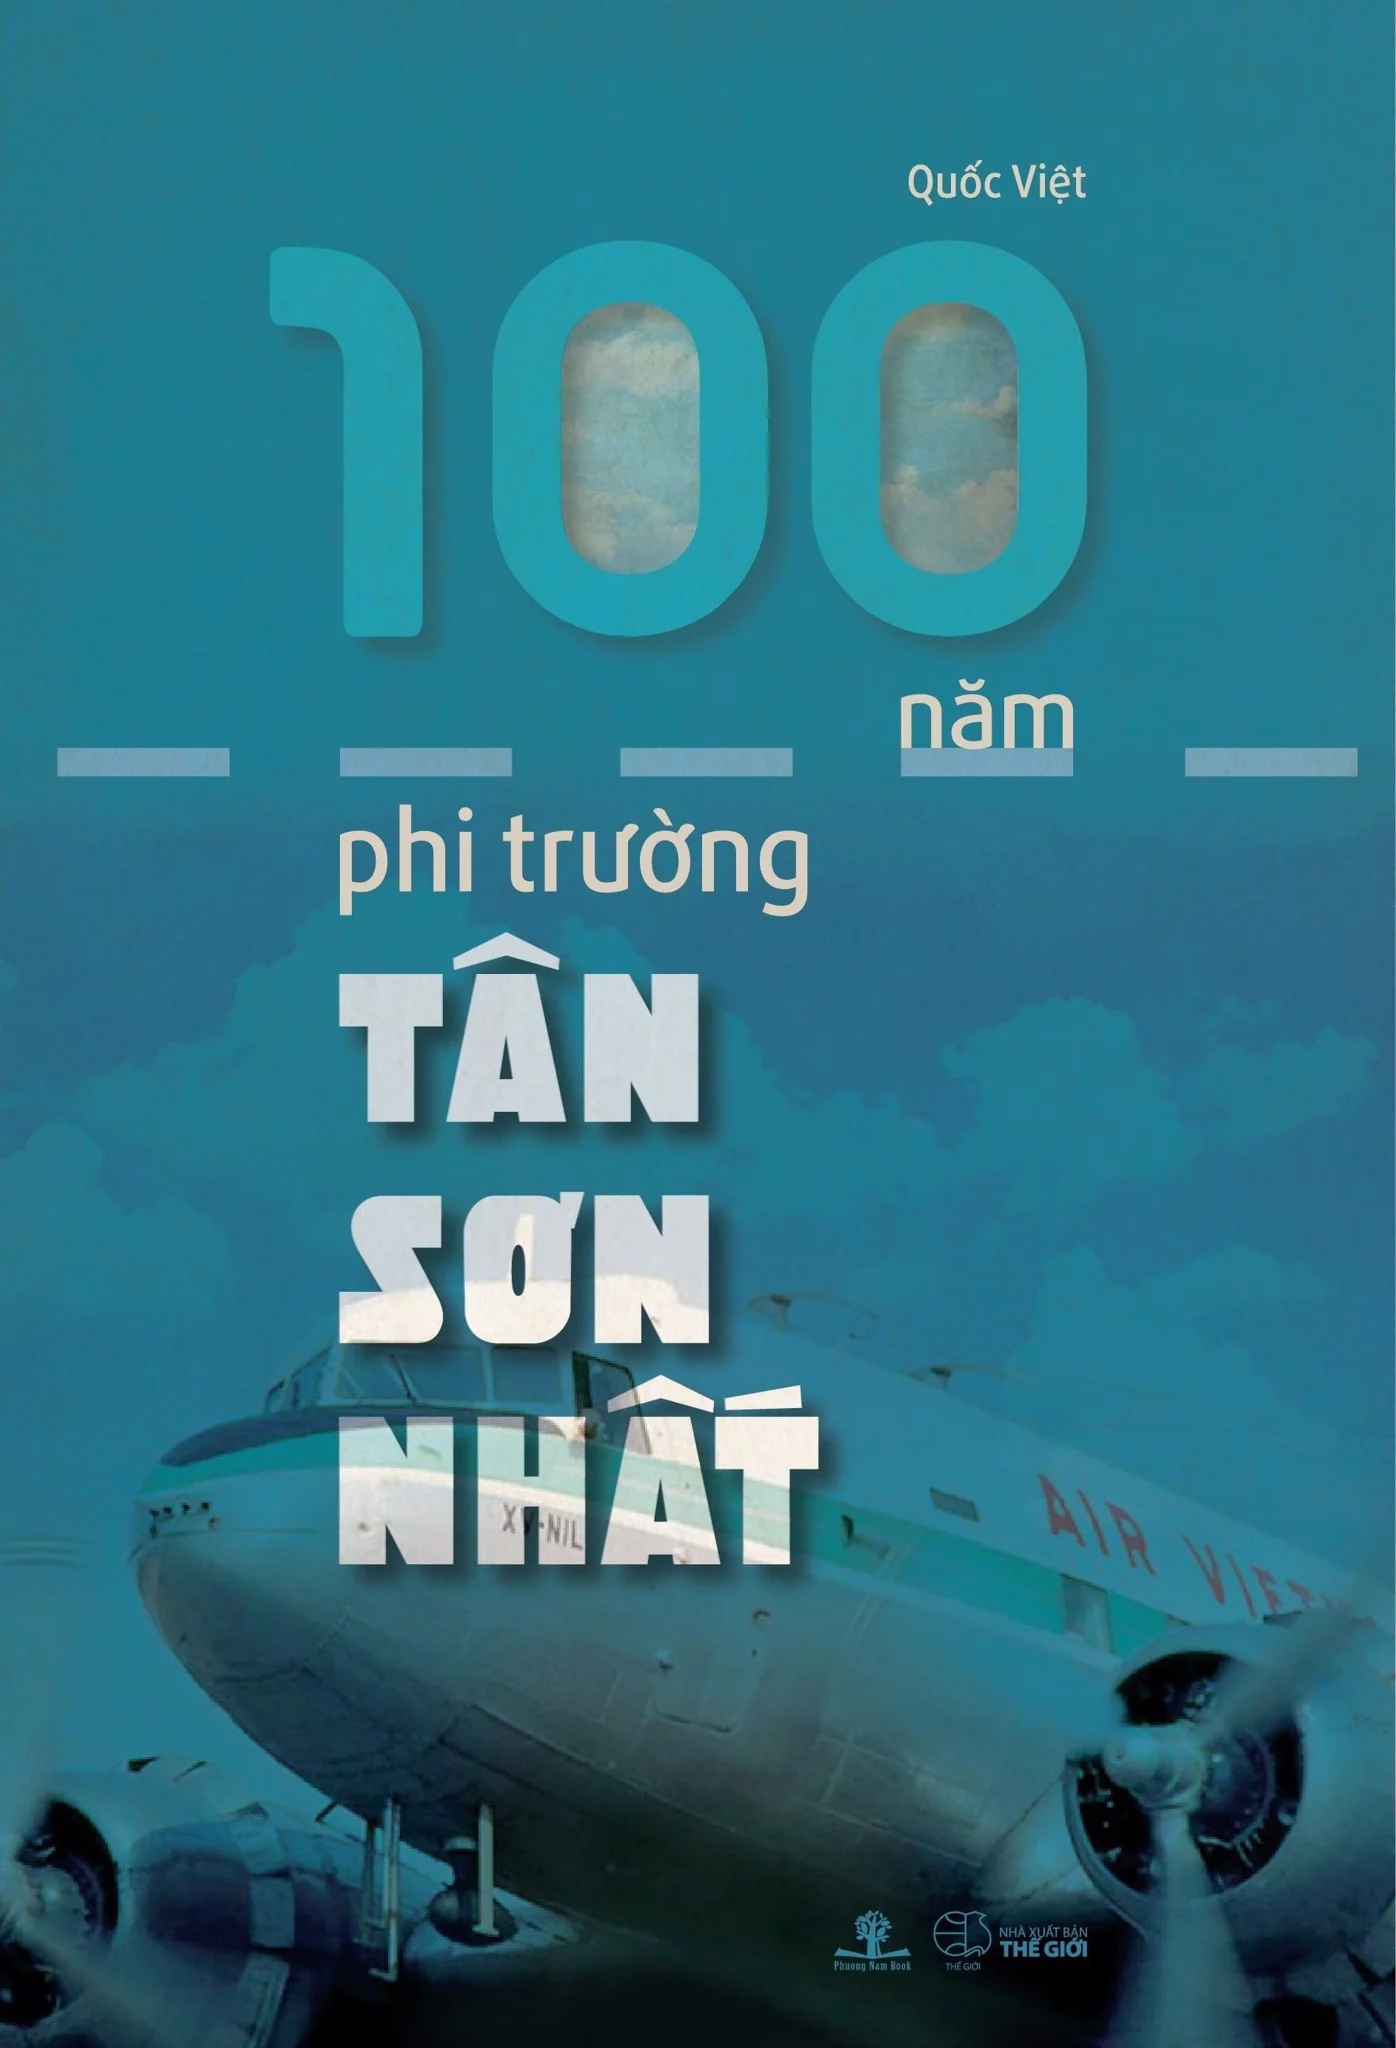 Quốc Việt
100
năm
phi trường
TÂN
SƠN
NHẤT
XV-NIL
AIR VIET
Phuong Nam Book
THẾ GIỚI
NHÀ XUẤT BẢN
THẾ GIỚI